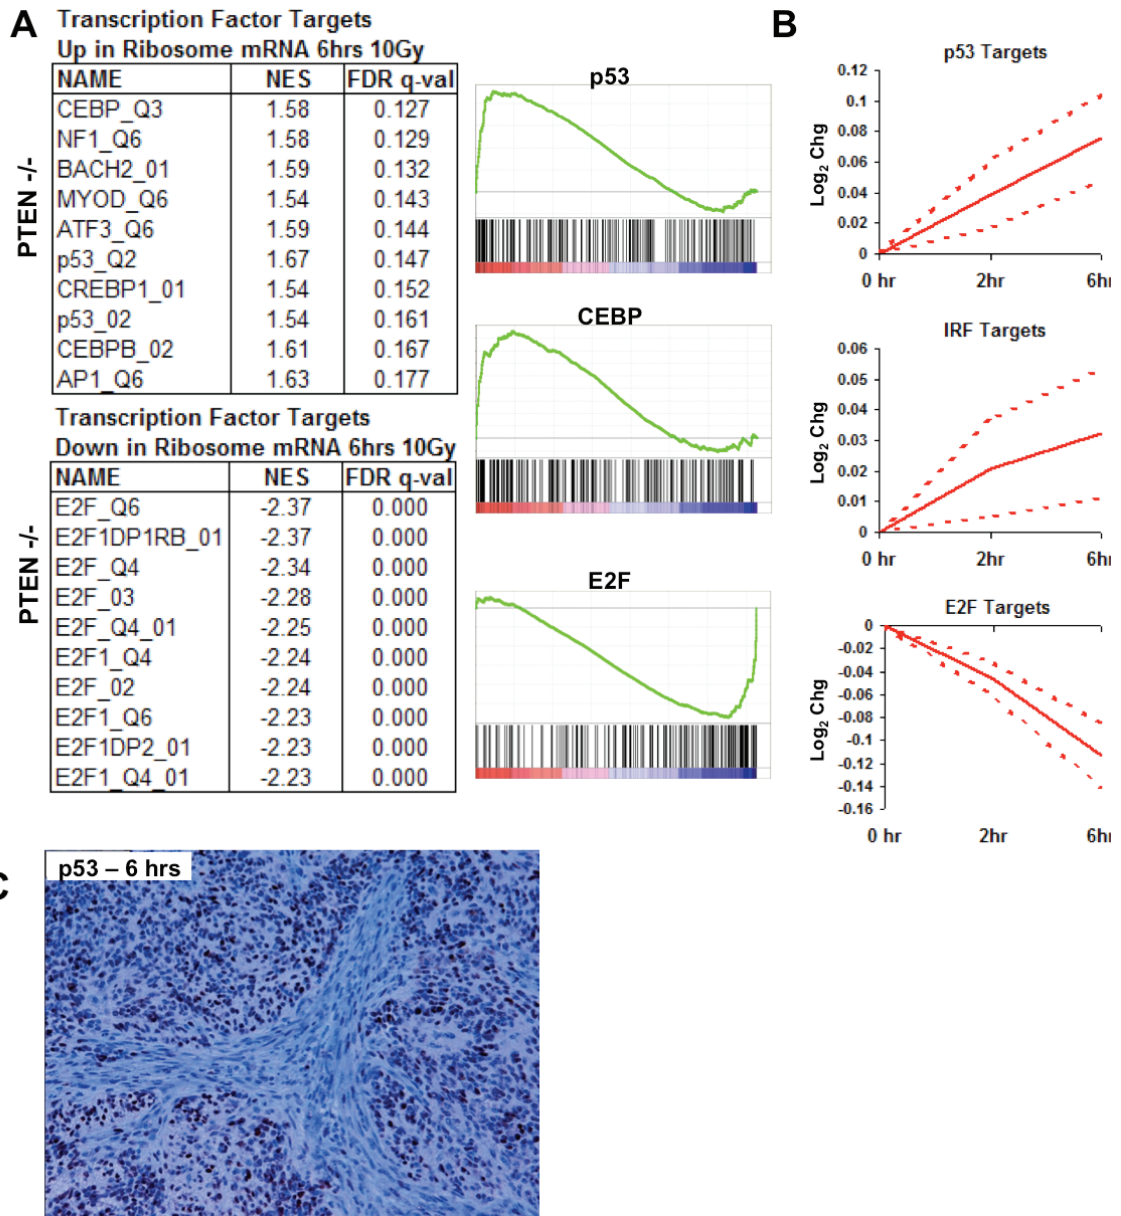 A
Transcription Factor Targets
Up in Ribosome mRNA 6hrs 10Gy
NAME NES FDR q-val
CEBP_Q3 1.58 0.127
NF1_Q6 1.58 0.129
BACH2_01 1.59 0.132
MYOD_Q6 1.54 0.143
ATF3_Q6 1.59 0.144
p53_Q2 1.67 0.147
CREBP1_01 1.54 0.152
p53_02 1.54 0.161
CEBPB_02 1.61 0.167
AP1_Q6 1.63 0.177
PTEN -/-
Transcription Factor Targets
Down in Ribosome mRNA 6hrs 10Gy
NAME NES FDR q-val
E2F_Q6 -2.37 0.000
E2F1DP1RB_01 -2.37 0.000
E2F_Q4 -2.34 0.000
E2F_03 -2.28 0.000
E2F_Q4_01 -2.25 0.000
E2F1_Q4 -2.24 0.000
E2F_02 -2.24 0.000
E2F1_Q6 -2.23 0.000
E2F1DP2_01 -2.23 0.000
E2F1_Q4_01 -2.23 0.000
PTEN -/-
p53
CEBP
E2F
B
p53 Targets
0.12
0.1
0.08
0.06
0.04
0.02
0
Log2 Chg
0 hr 2hr 6hr
IRF Targets
0.06
0.05
0.04
0.03
0.02
0.01
0
Log2 Chg
0 hr 2hr 6hr
E2F Targets
0
-0.02
-0.04
-0.06
-0.08
-0.1
-0.12
-0.14
-0.16
Log2 Chg
0 hr 2hr 6hr
C
p53 – 6 hrs